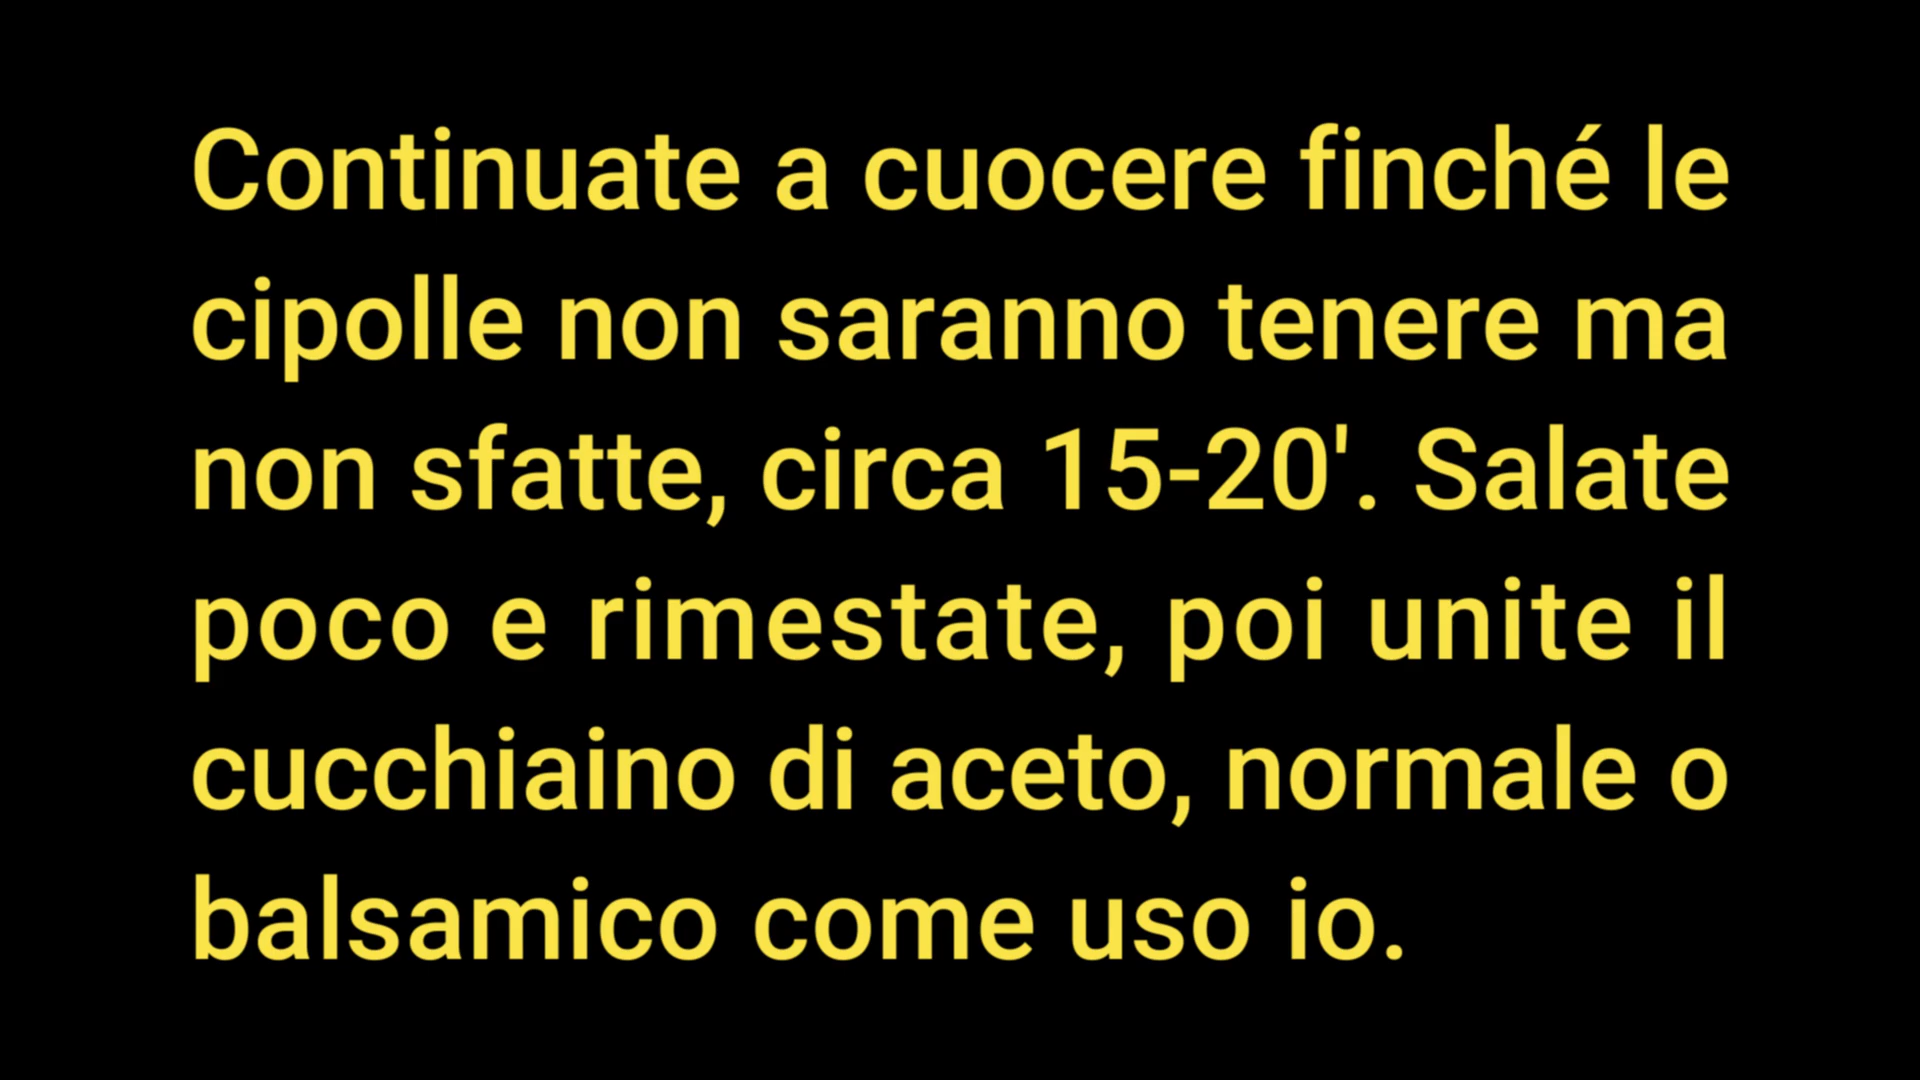 Continuate a cuocere finché le
cipolle non saranno tenere ma
non sfatte, circa 15-20'. Salate
poco e rimestate, poi unite il
cucchiaino di aceto, normale o
balsamico come uso io.